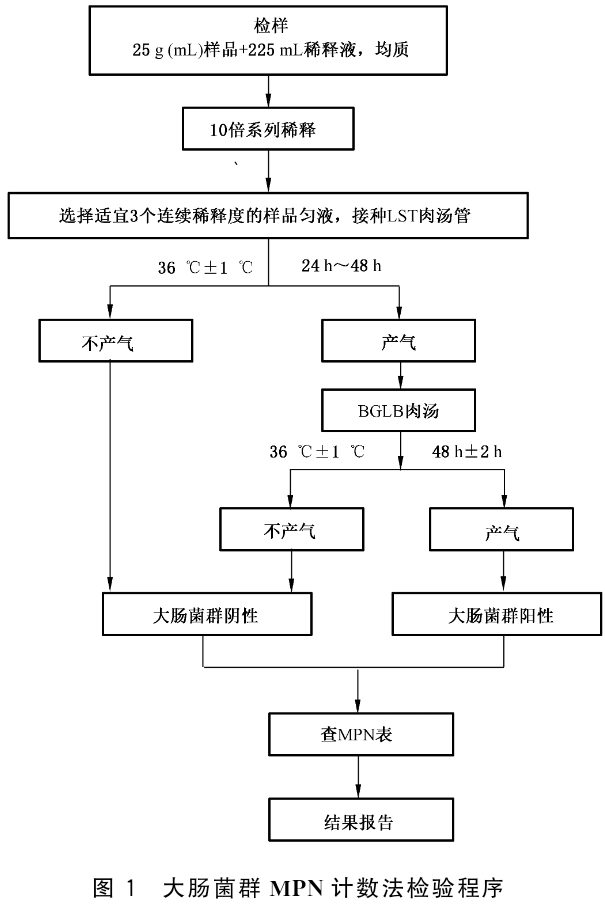 检样
25 g (mL)样品+225 mL稀释液，均质
10倍系列稀释
选择适宜3个连续稀释度的样品匀液，接种LST肉汤管
36 ℃±1 ℃ 24 h～48 h
不产气 产气
BGLB肉汤
36 ℃±1 ℃ 48 h±2 h
不产气 产气
大肠菌群阴性 大肠菌群阳性
查MPN表
结果报告
图 1 大肠菌群 MPN 计数法检验程序